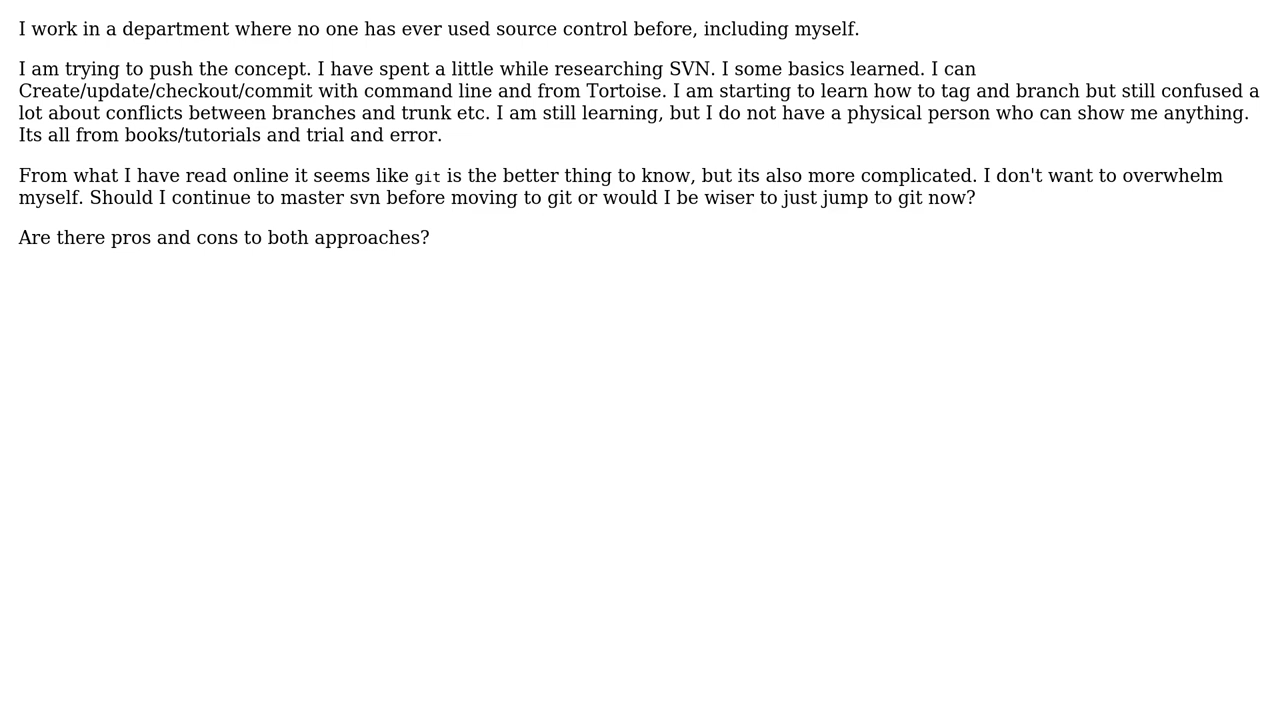 I work in a department where no one has ever used source control before, including myself.
I am trying to push the concept. I have spent a little while researching SVN. I some basics learned. I can
Create/update/checkout/commit with command line and from Tortoise. I am starting to learn how to tag and branch but still confused a
lot about conflicts between branches and trunk etc. I am still learning, but I do not have a physical person who can show me anything.
Its all from books/tutorials and trial and error.
From what I have read online it seems like git is the better thing to know, but its also more complicated. I don't want to overwhelm
myself. Should I continue to master svn before moving to git or would I be wiser to just jump to git now?
Are there pros and cons to both approaches?